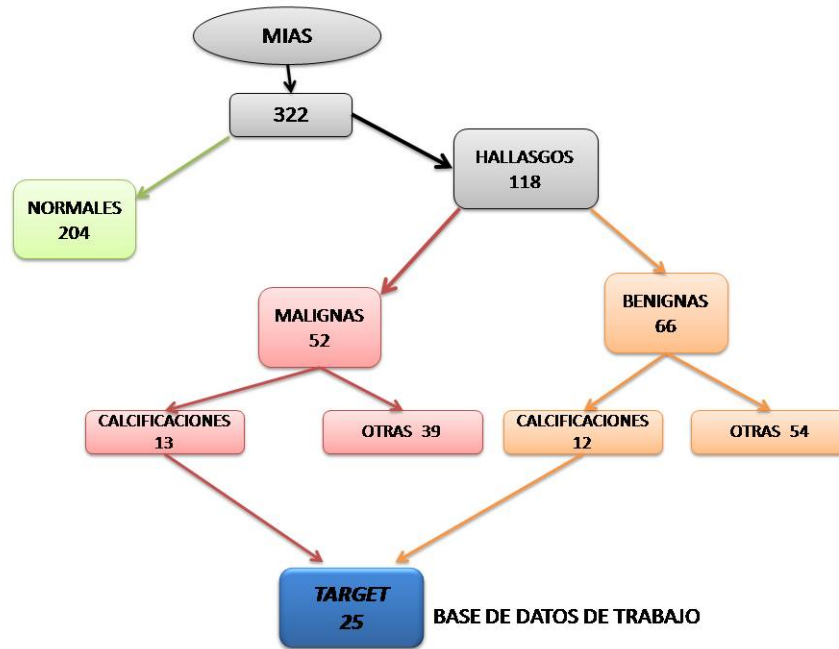 MIAS
322
HALLASGOS
118
NORMALES
204
MALIGNAS
52
BENIGNAS
66
CALCIFICACIONES
13
OTRAS 39
CALCIFICACIONES
12
OTRAS 54
TARGET
25
BASE DE DATOS DE TRABAJO